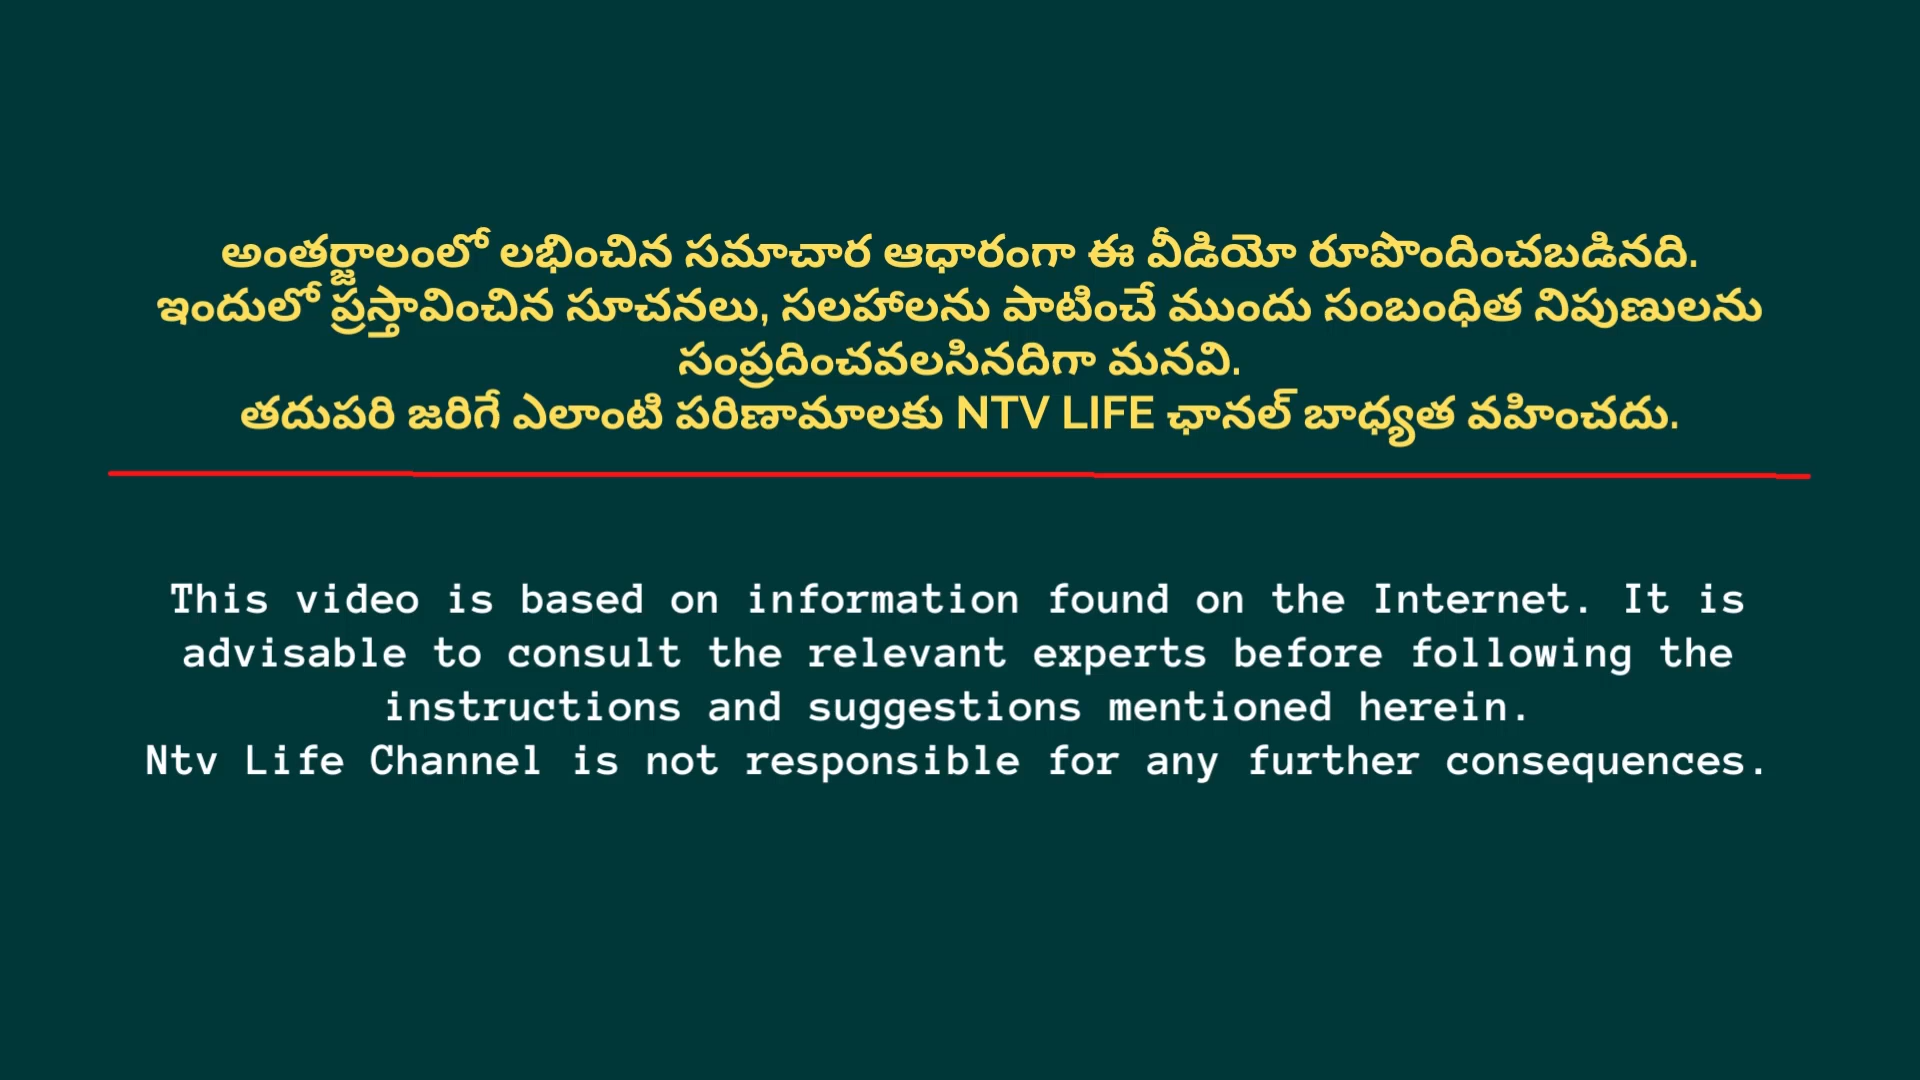 అంతర్జాలంలో లభించిన సమాచార ఆధారంగా ఈ వీడియో రూపొందించబడినది.
ఇందులో ప్రస్తావించిన సూచనలు, సలహాలను పాటించే ముందు సంబంధిత నిపుణులను
సంప్రదించవలసినదిగా మనవి.
తదుపరి జరిగే ఎలాంటి పరిణామాలకు NTV LIFE ఛానల్ బాధ్యత వహించదు.
This video is based on information found on the Internet. It is
advisable to consult the relevant experts before following the
instructions and suggestions mentioned herein.
Ntv Life Channel is not responsible for any further consequences.